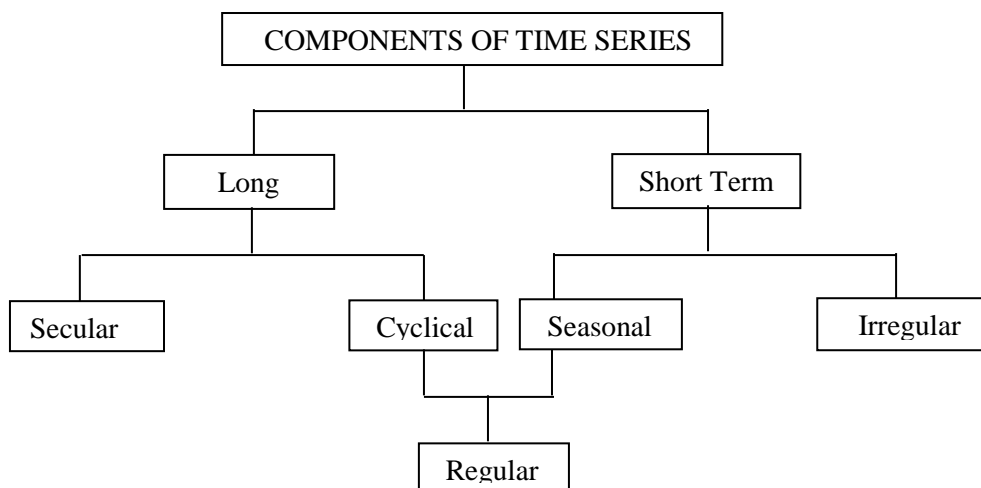 COMPONENTS OF TIME SERIES
Long
Short Term
Secular
Cyclical
Seasonal
Irregular
Regular